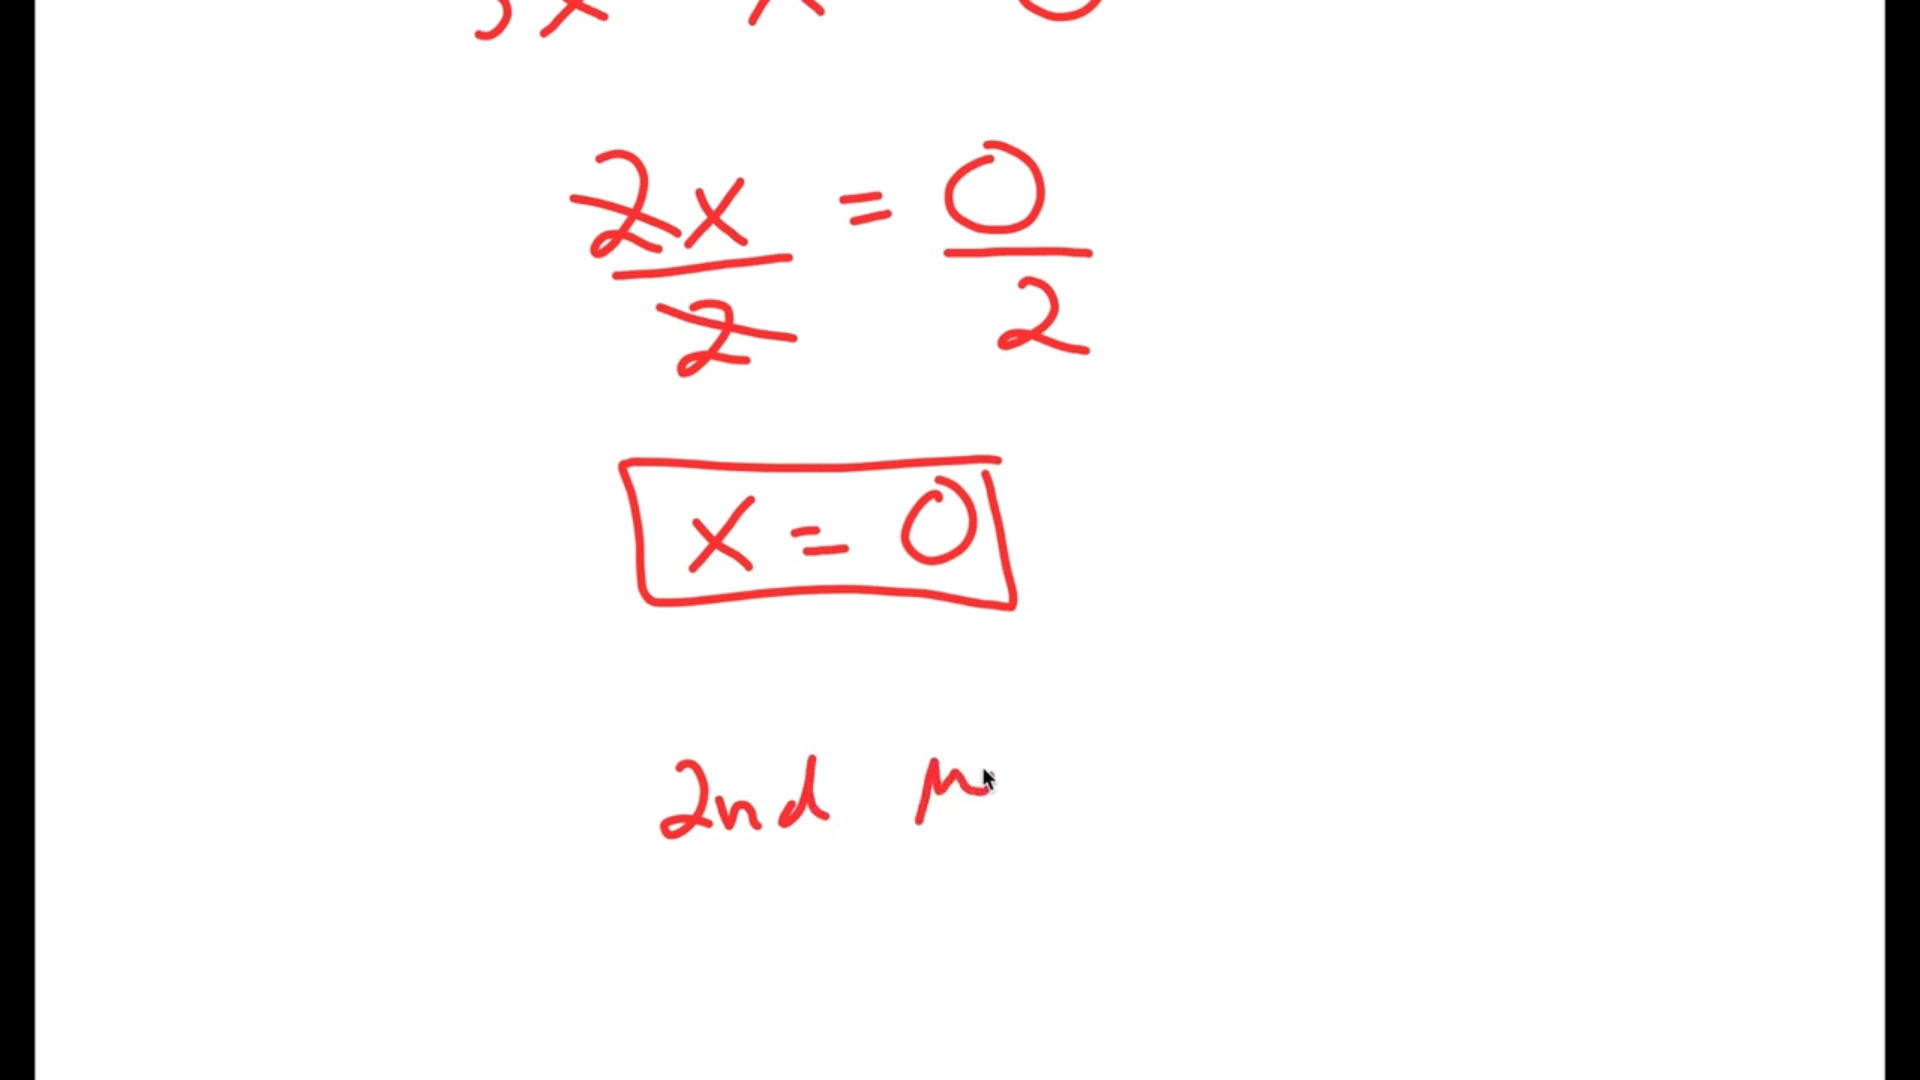 2x = 0
2 2
x = 0
2nd m